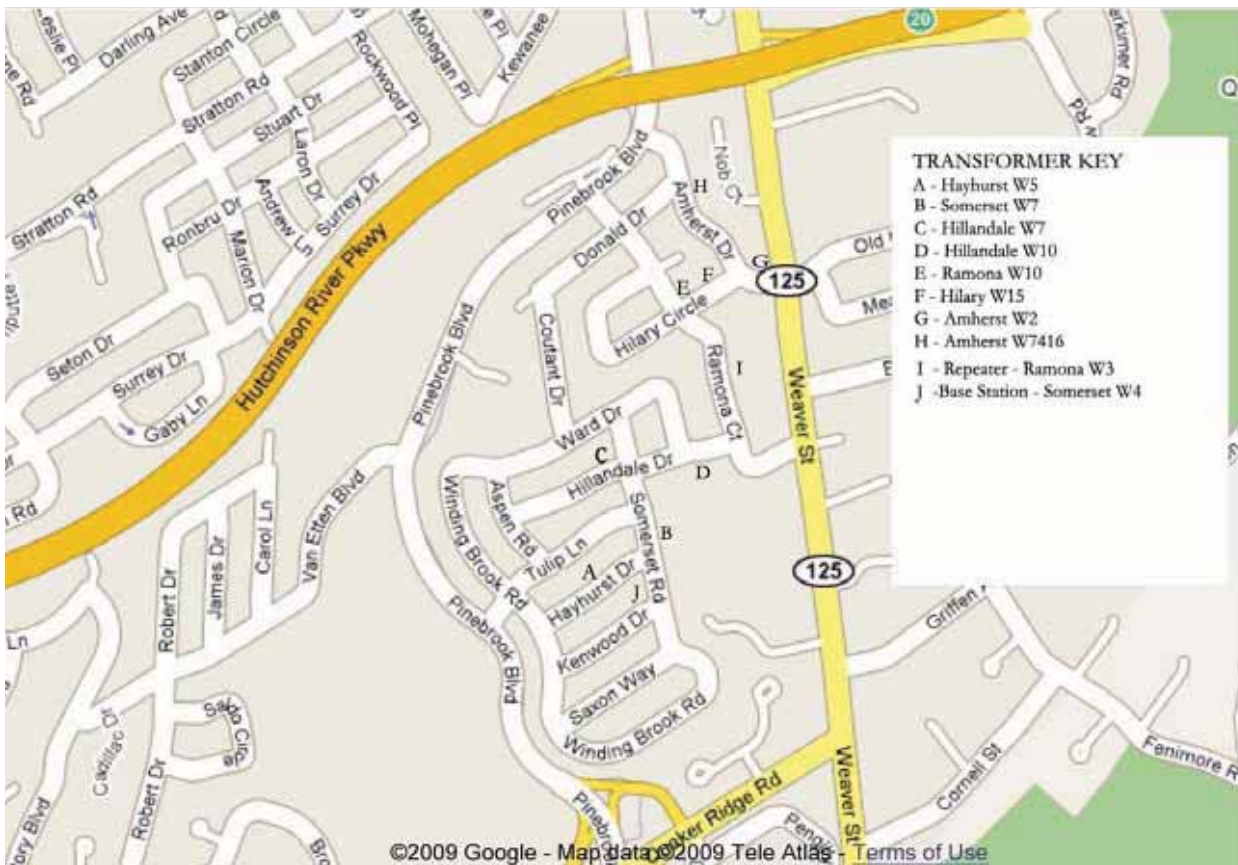 Darling Ave
Stanton Circle
Stratton Rd
Stuart Dr
Rockwood Pl
Mohegan Pl
Kewanee
20
Laron Dr
Andrew Ln
Surrey Dr
Ronbru Dr
Marion Dr
Stratton Rd
Hutchinson River Pkwy
Seton Dr
Surrey Dr
Gaby Ln
Pinebrook Blvd
Nob Ct
H
Amherst Dr
Donald Dr
G
125
F
E
Hilary Circle
Coutant Dr
Ramona Ct
I
Pinebrook Blvd
Weaver St
Ward Dr
C
Hillandale Dr
D
Winding Brook Rd
Aspen Rd
Somerset Rd
B
Tulip Ln
A
Hayhurst Dr
J
125
Kenwood Dr
Saxon Way
Winding Brook Rd
Pinebrook Blvd
Van Etten Blvd
Carol Ln
James Dr
Robert Dr
Cadillac Dr
Robert Dr
Weaver St
Cornell St
TRANSFORMER KEY
A - Hayhurst W5
B - Somerset W7
C - Hillandale W7
D - Hillandale W10
E - Ramona W10
F - Hilary W15
G - Amherst W2
H - Amherst W7416
I - Repeater - Ramona W3
J -Base Station - Somerset W4
©2009 Google - Map data ©2009 Tele Atlas - Terms of Use